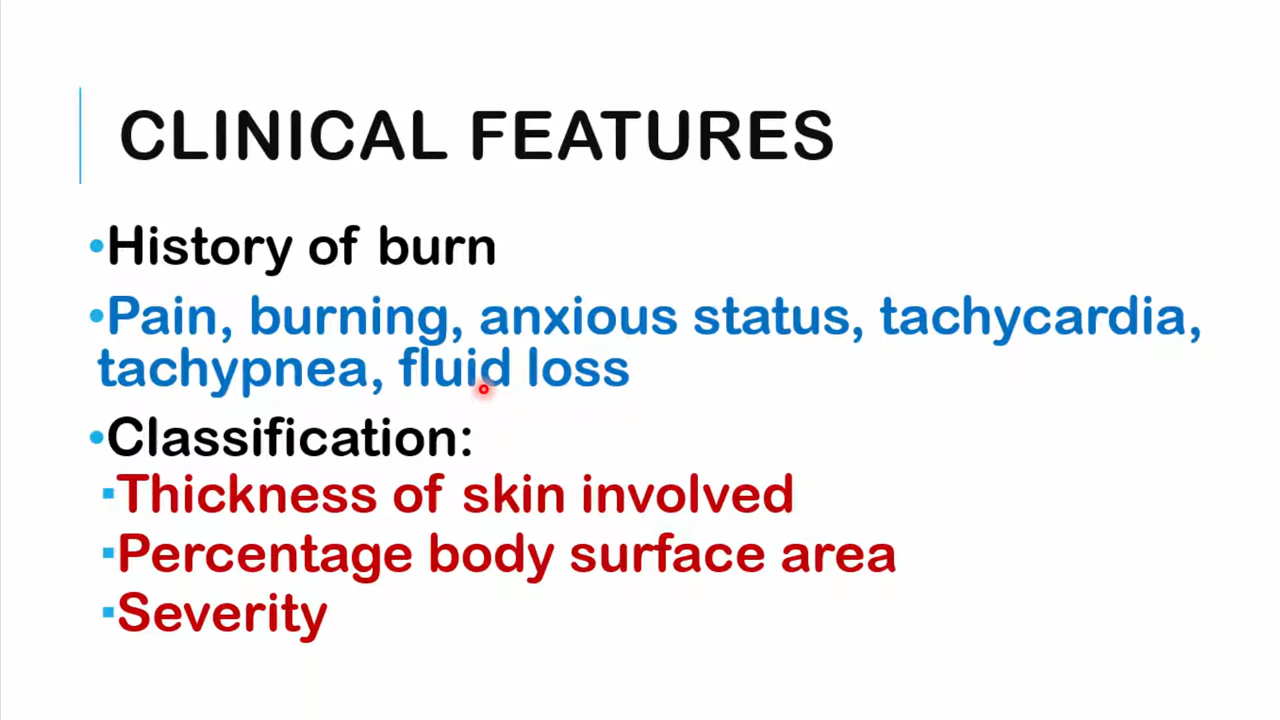 CLINICAL FEATURES
•History of burn
•Pain, burning, anxious status, tachycardia,
tachypnea, fluid loss
•Classification:
▪Thickness of skin involved
▪Percentage body surface area
▪Severity